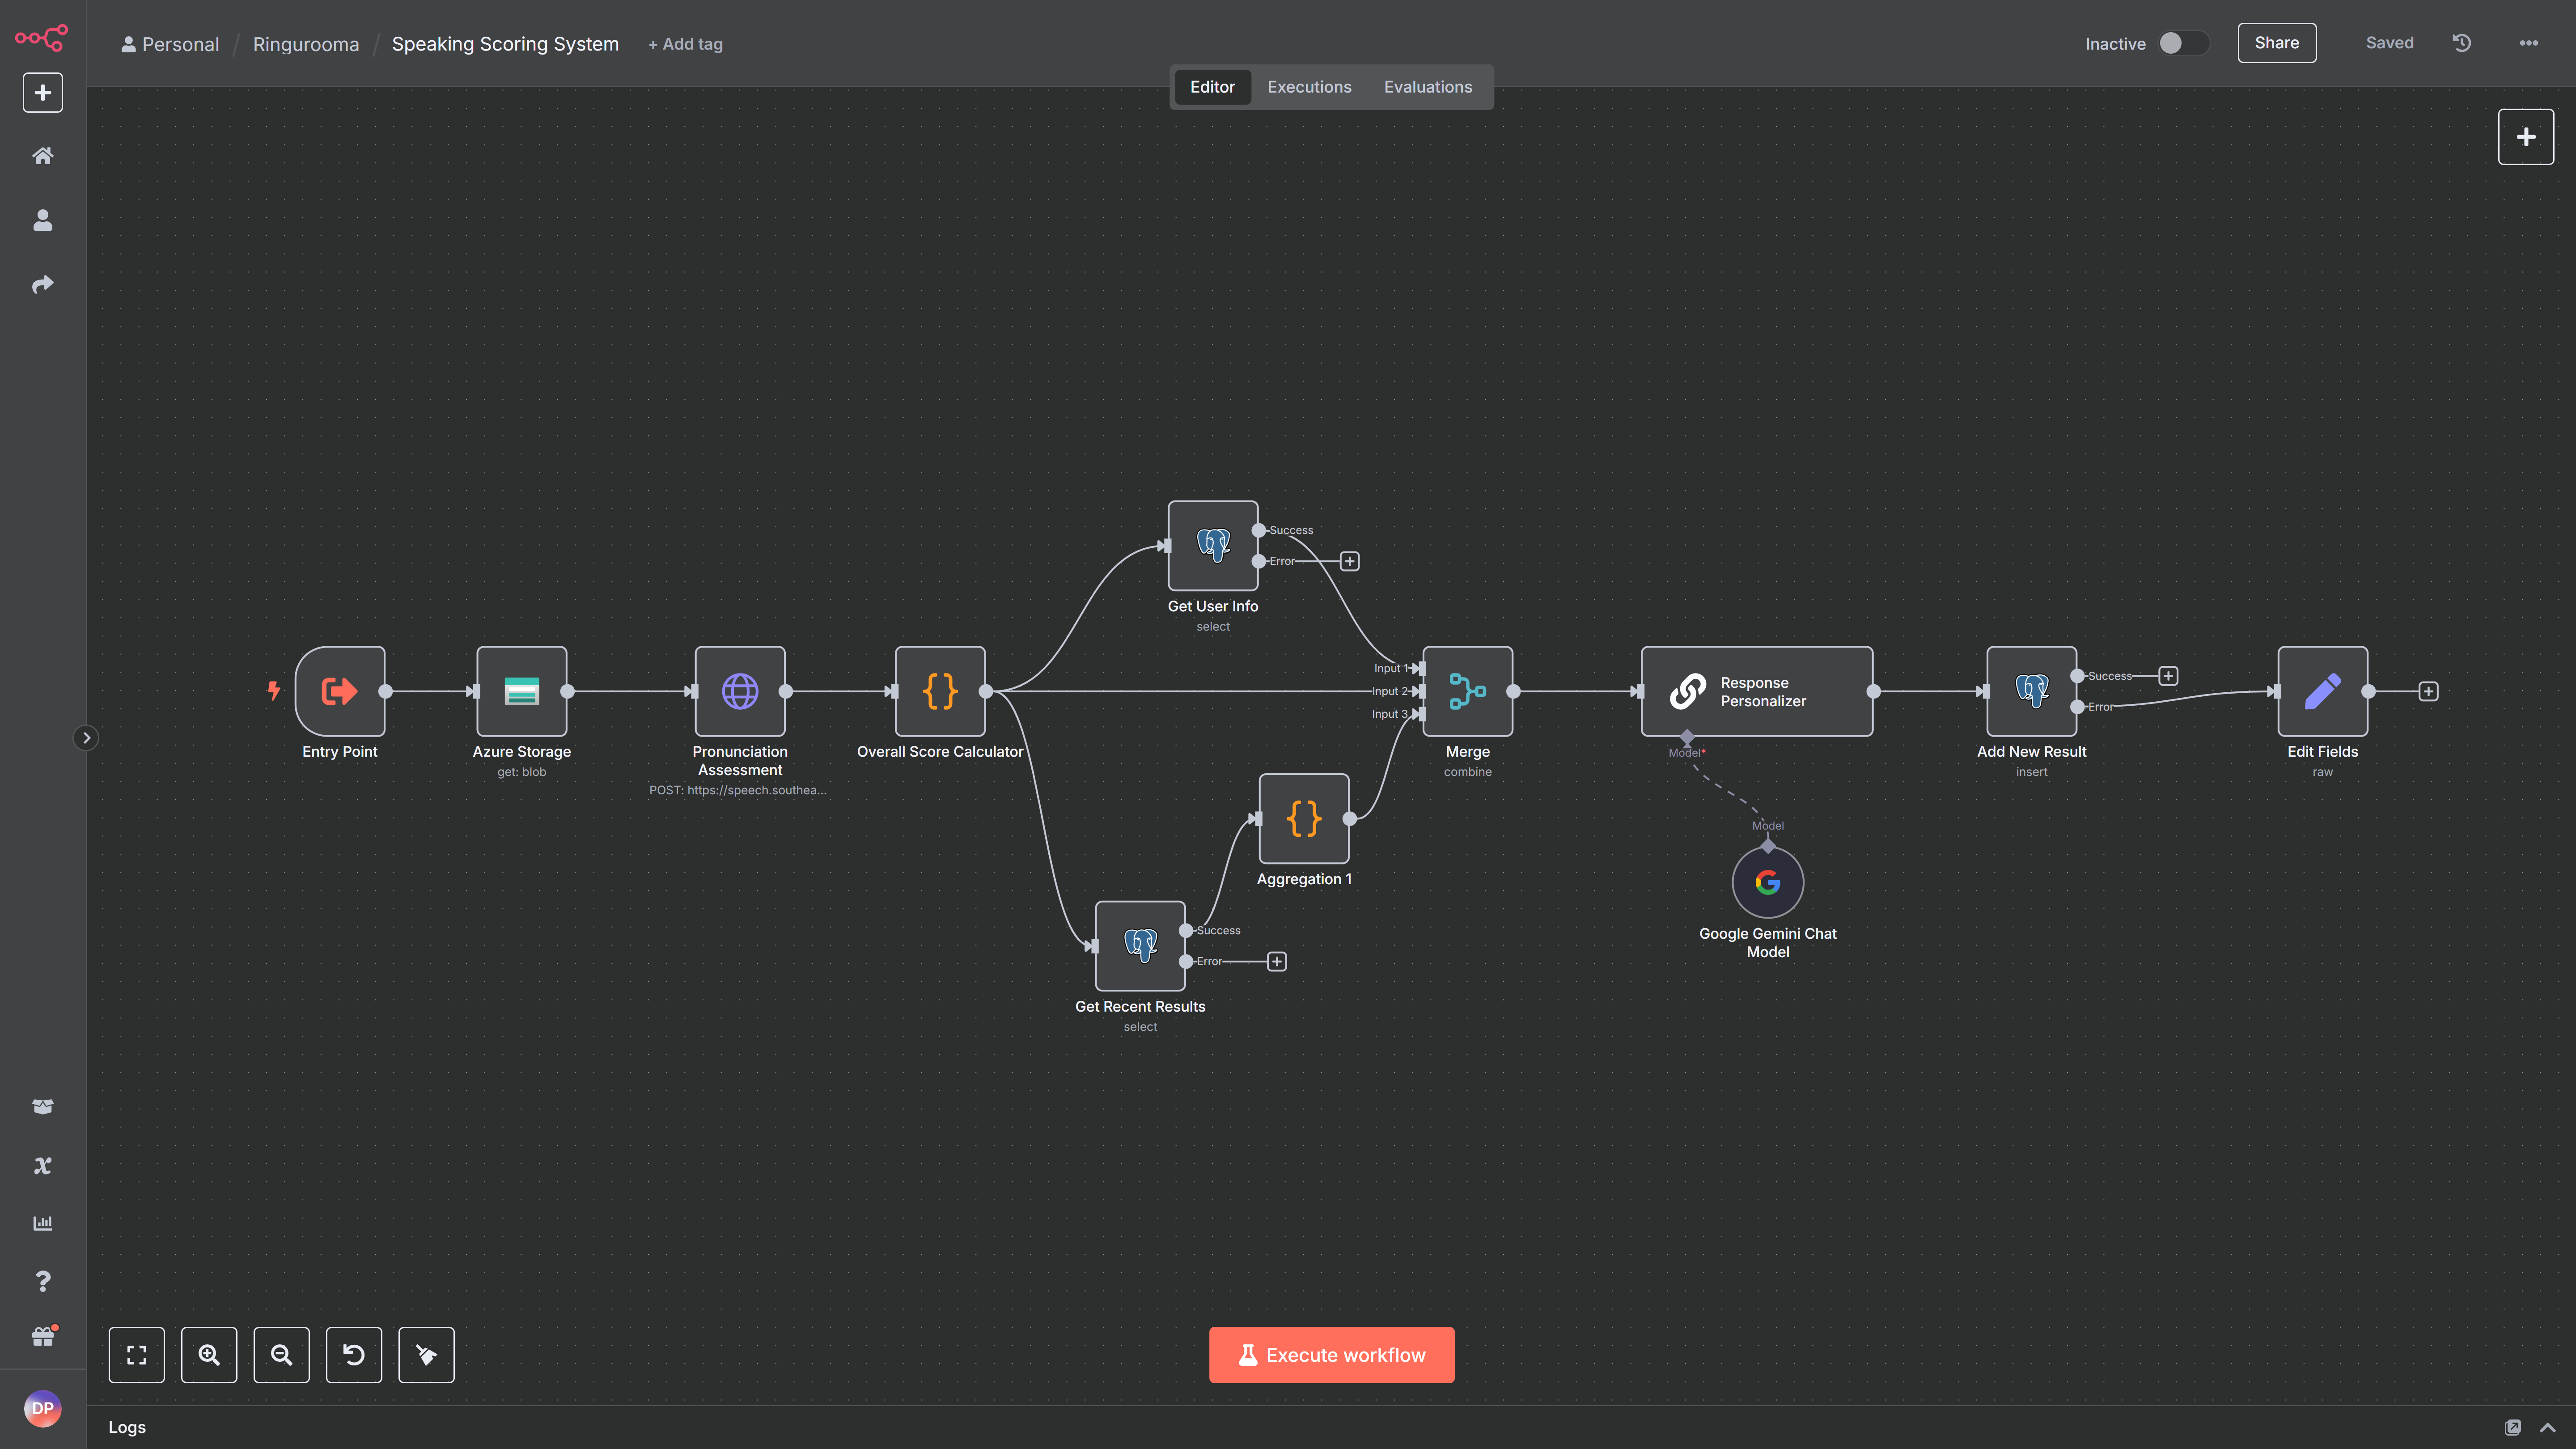 Personal / Ringurooma / Speaking Scoring System + Add tag
Inactive
Share
Saved
Editor
Executions
Evaluations
Success
Error
Get User Info
select
Entry Point
Azure Storage
get: blob
Pronunciation
Assessment
POST: https://speech.southea...
Overall Score Calculator
Input 1
Input 2
Input 3
Merge
combine
Response
Personalizer
Model*
Model
Google Gemini Chat
Model
Success
Error
Add New Result
insert
Edit Fields
raw
Aggregation 1
Success
Error
Get Recent Results
select
Execute workflow
DP
Logs